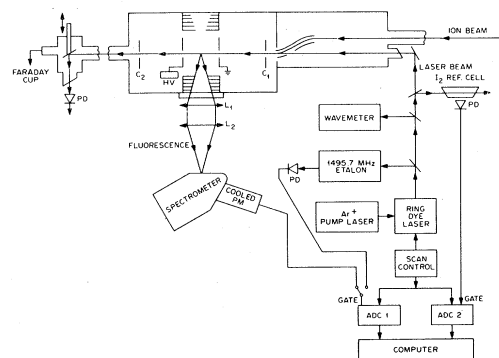 ION BEAM
LASER BEAM
I2 REF. CELL
FARADAY
CUP
PD
C2
HV
C1
L1
L2
PD
WAVEMETER
FLUORESCENCE
1495.7 MHz
ETALON
PD
SPECTROMETER
COOLED
PM
Ar+
PUMP LASER
RING
DYE
LASER
SCAN
CONTROL
GATE
GATE
ADC 1
ADC 2
COMPUTER